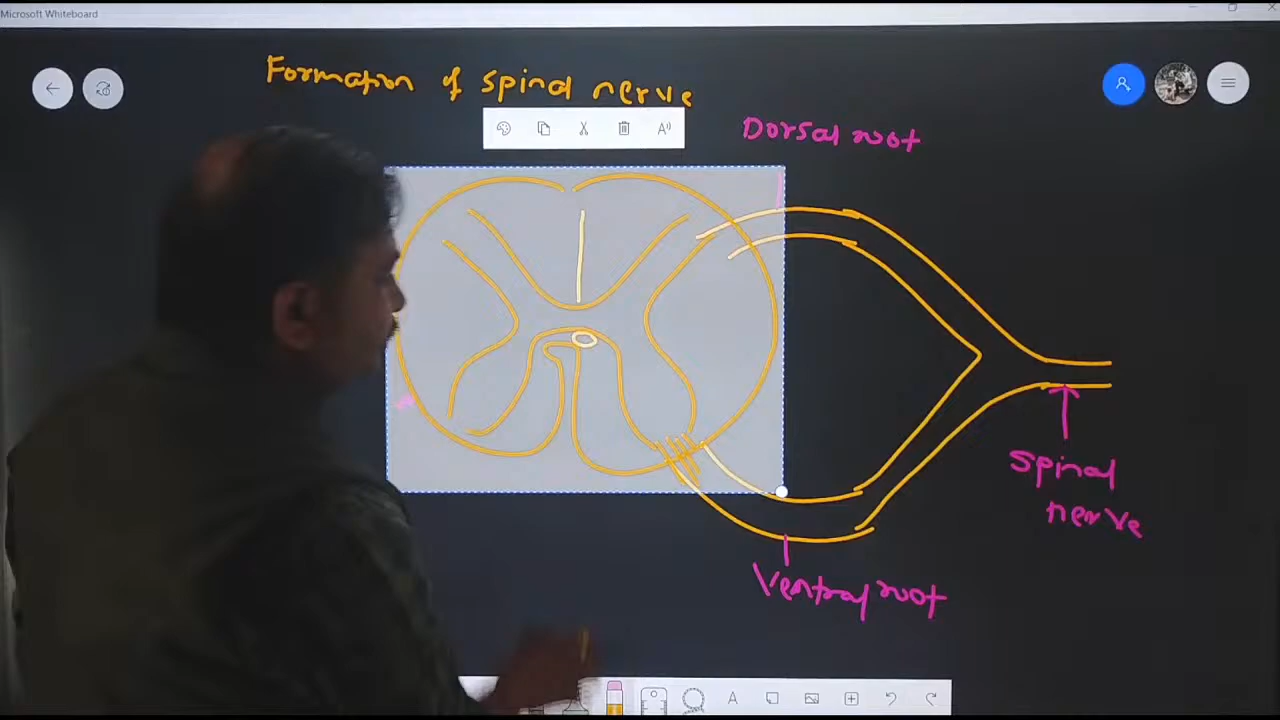 Microsoft Whiteboard
Formation of spinal nerve
Dorsal root
spinal
nerve
Ventral root